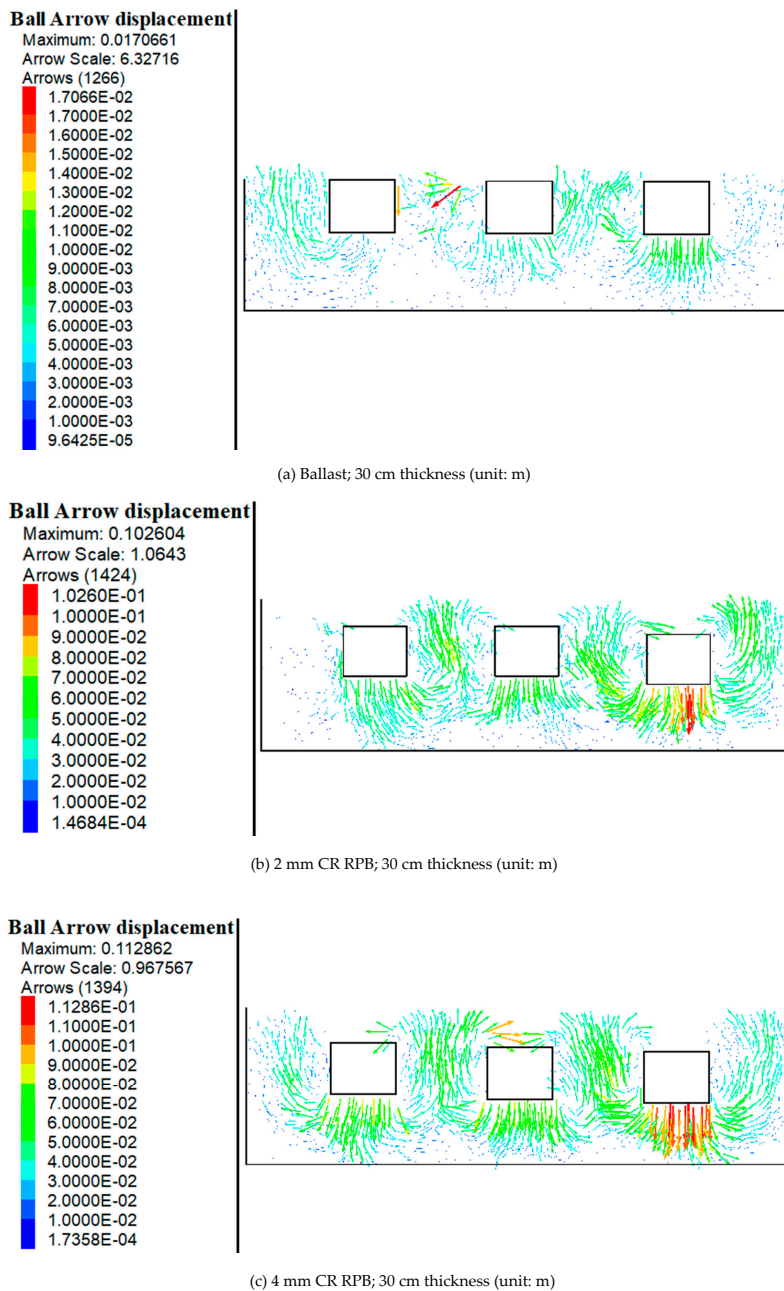 Ball Arrow displacement
Maximum: 0.0170661
Arrow Scale: 6.32716
Arrows (1266)
1.7066E-02
1.7000E-02
1.6000E-02
1.5000E-02
1.4000E-02
1.3000E-02
1.2000E-02
1.1000E-02
1.0000E-02
9.0000E-03
8.0000E-03
7.0000E-03
6.0000E-03
5.0000E-03
4.0000E-03
3.0000E-03
2.0000E-03
1.0000E-03
9.6425E-05
(a) Ballast; 30 cm thickness (unit: m)
Ball Arrow displacement
Maximum: 0.102604
Arrow Scale: 1.0643
Arrows (1424)
1.0260E-01
1.0000E-01
9.0000E-02
8.0000E-02
7.0000E-02
6.0000E-02
5.0000E-02
4.0000E-02
3.0000E-02
2.0000E-02
1.0000E-02
1.4684E-04
(b) 2 mm CR RPB; 30 cm thickness (unit: m)
Ball Arrow displacement
Maximum: 0.112862
Arrow Scale: 0.967567
Arrows (1394)
1.1286E-01
1.1000E-01
1.0000E-01
9.0000E-02
8.0000E-02
7.0000E-02
6.0000E-02
5.0000E-02
4.0000E-02
3.0000E-02
2.0000E-02
1.0000E-02
1.7358E-04
(c) 4 mm CR RPB; 30 cm thickness (unit: m)